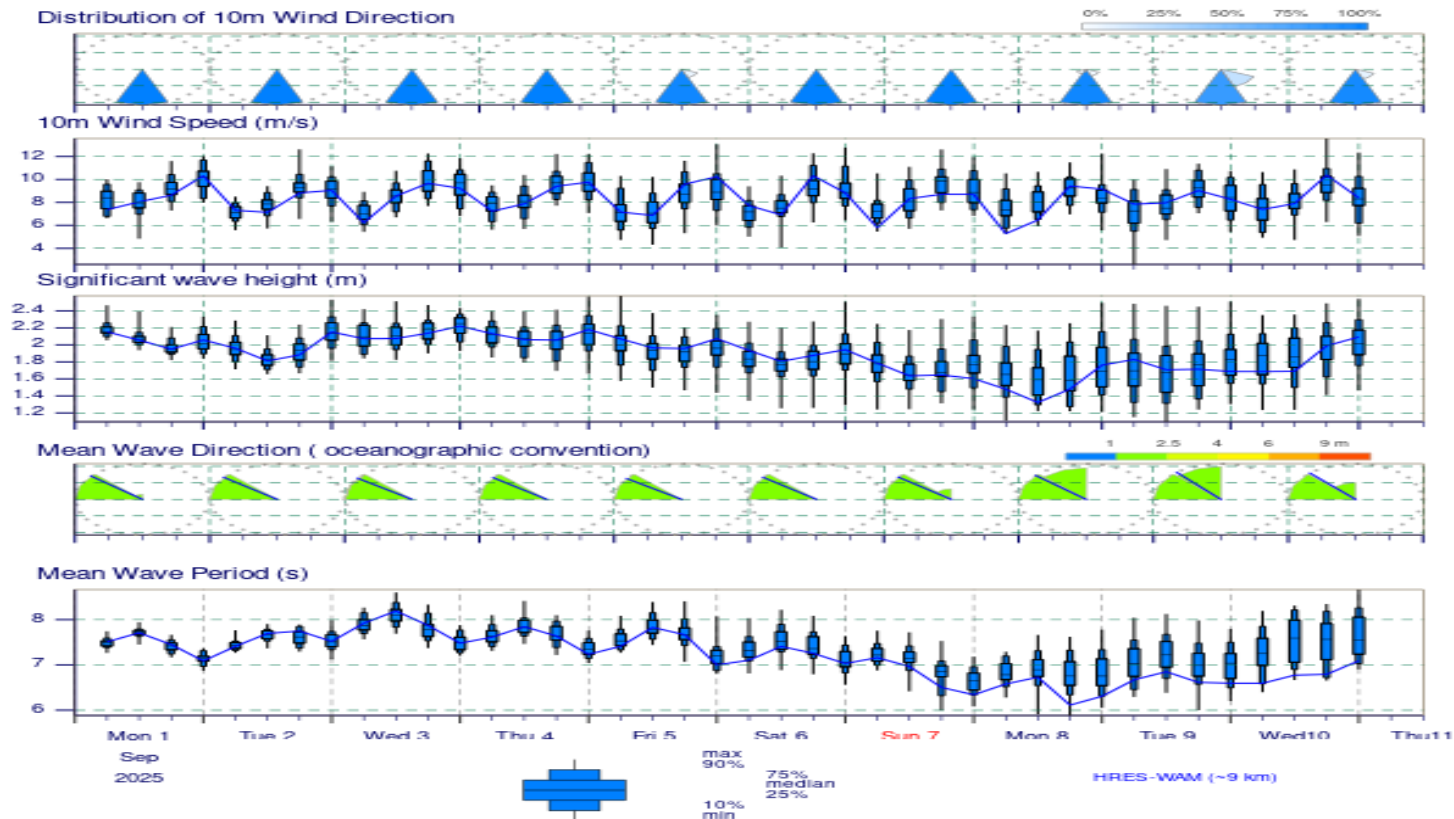 Distribution of 10m Wind Direction
0% 25% 50% 75% 100%
10m Wind Speed (m/s)
12
10
8
6
4
Significant wave height (m)
2.4
2.2
2
1.8
1.6
1.4
1.2
Mean Wave Direction ( oceanographic convention)
1 2.5 4 6 9 m
Mean Wave Period (s)
8
7
6
Mon 1 Tue 2 Wed 3 Thu 4 Fri 5 Sat 6 Sun 7 Mon 8 Tue 9 Wed10 Thu11
Sep
2025
max
90%
75%
median
25%
10%
min
HRES-WAM (~9 km)